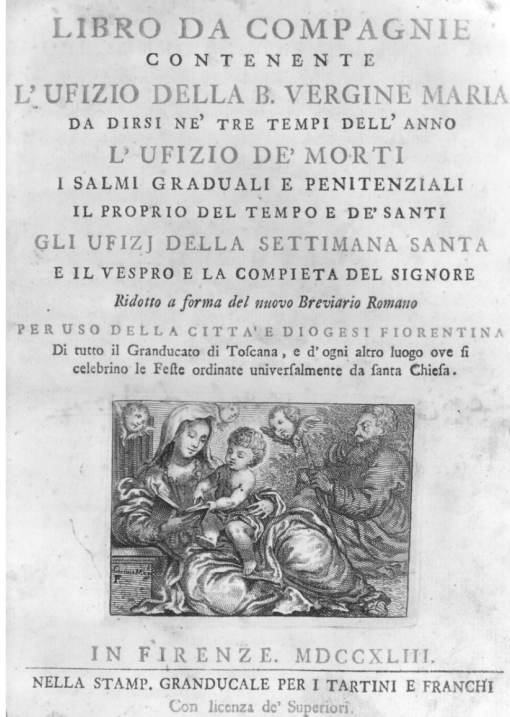 LIBRO DA COMPAGNIE
CONTENENTE
L' UFIZIO DELLA B. VERGINE MARIA
DA DIRSI NE' TRE TEMPI DELL' ANNO
L' UFIZIO DE' MORTI
I SALMI GRADUALI E PENITENZIALI
IL PROPRIO DEL TEMPO E DE' SANTI
GLI UFIZJ DELLA SETTIMANA SANTA
E IL VESPRO E LA COMPIETA DEL SIGNORE
Ridotto a forma del nuovo Breviario Romano
PER USO DELLA CITTA' E DIOGESI FIORENTINA
Di tutto il Granducato di Toſcana, e d' ogni altro luogo ove ſi
celebrino le Feſte ordinate univerſalmente da ſanta Chieſa.
IN FIRENZE. MDCCXLIII.
NELLA STAMP. GRANDUCALE PER I TARTINI E FRANCHI
Con licenza de' Superiori.